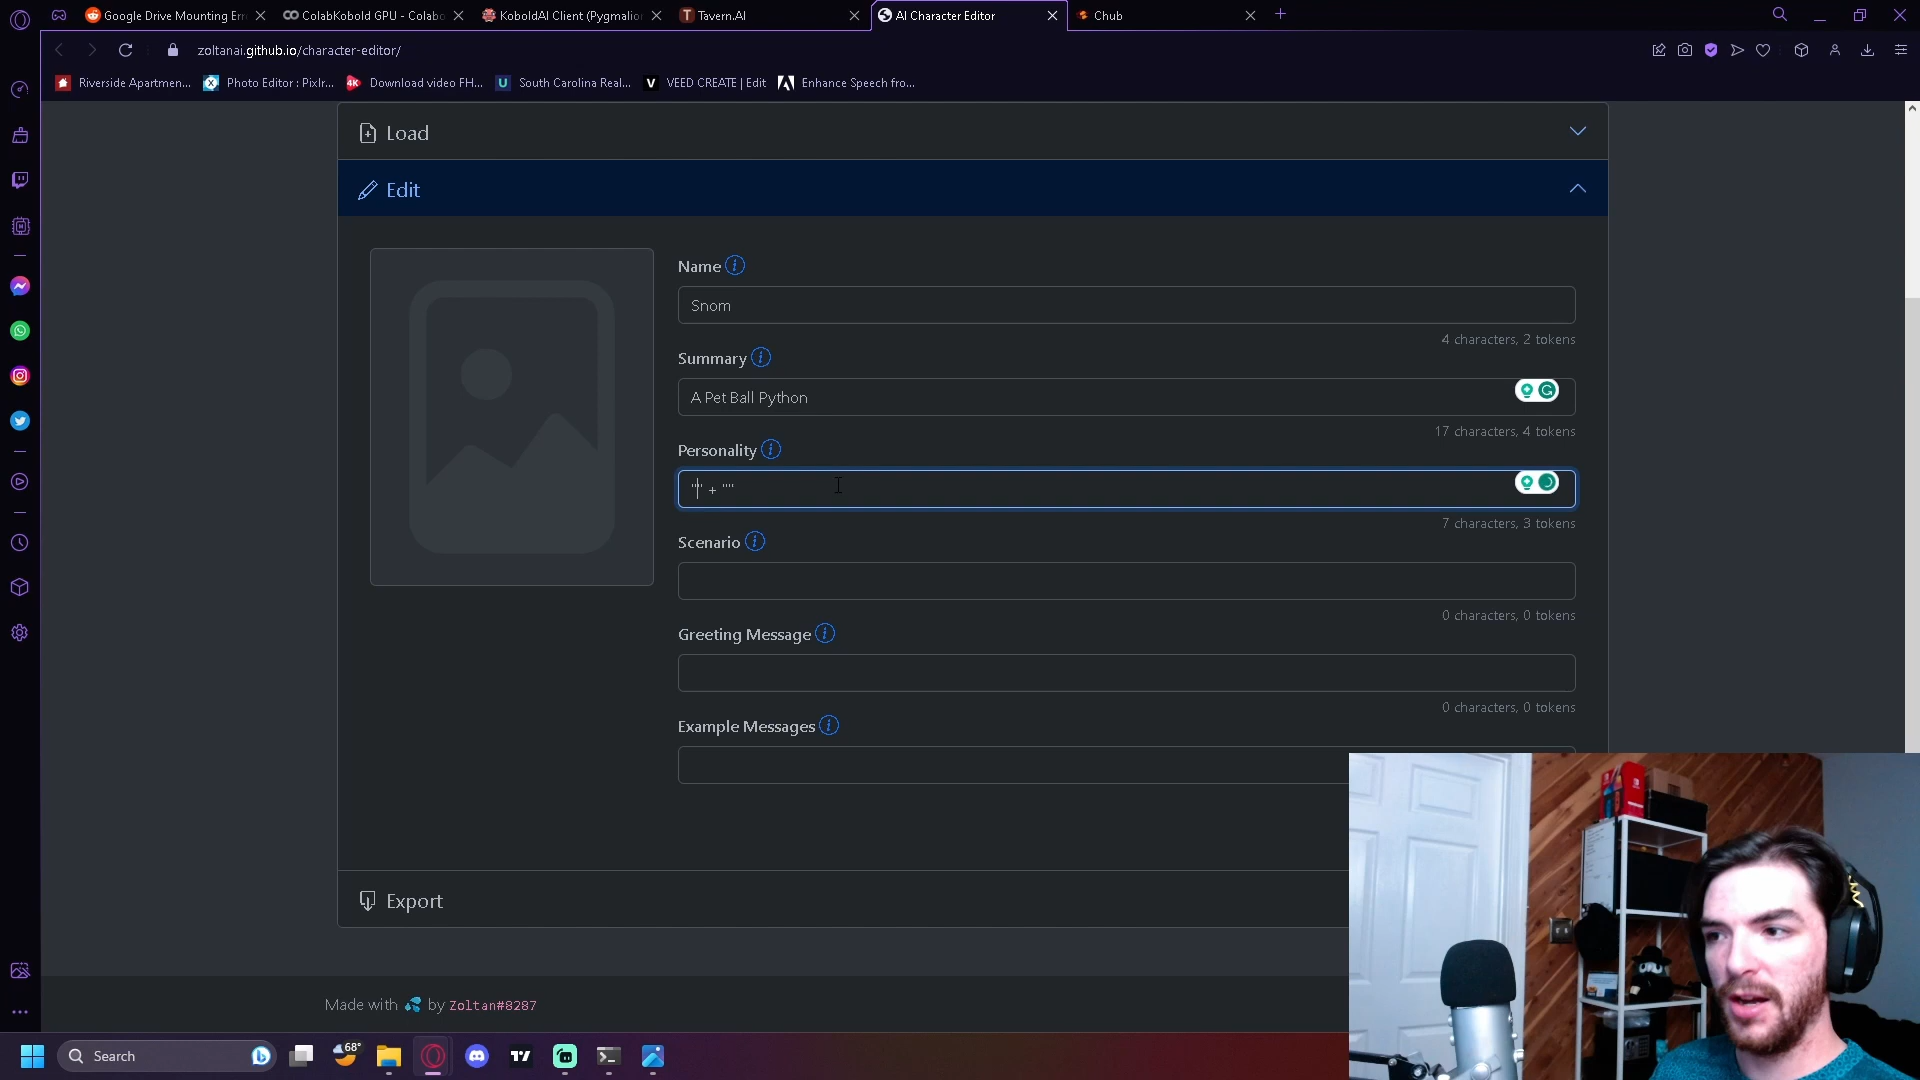 Google Drive Mounting Err
ColabKobold GPU - Colabo
KoboldAI Client (Pygmalion
Tavern.AI
AI Character Editor
Chub
zoltanai.github.io/character-editor/
Riverside Apartmen...
Photo Editor : Pixlr...
Download video FH...
South Carolina Real...
VEED CREATE | Edit
Enhance Speech fro...
Load
Edit
Name
Snom
4 characters, 2 tokens
Summary
A Pet Ball Python
17 characters, 4 tokens
Personality
"" + ""
7 characters, 3 tokens
Scenario
0 characters, 0 tokens
Greeting Message
0 characters, 0 tokens
Example Messages
Export
Made with 💦 by Zoltan#8287
Search
68°